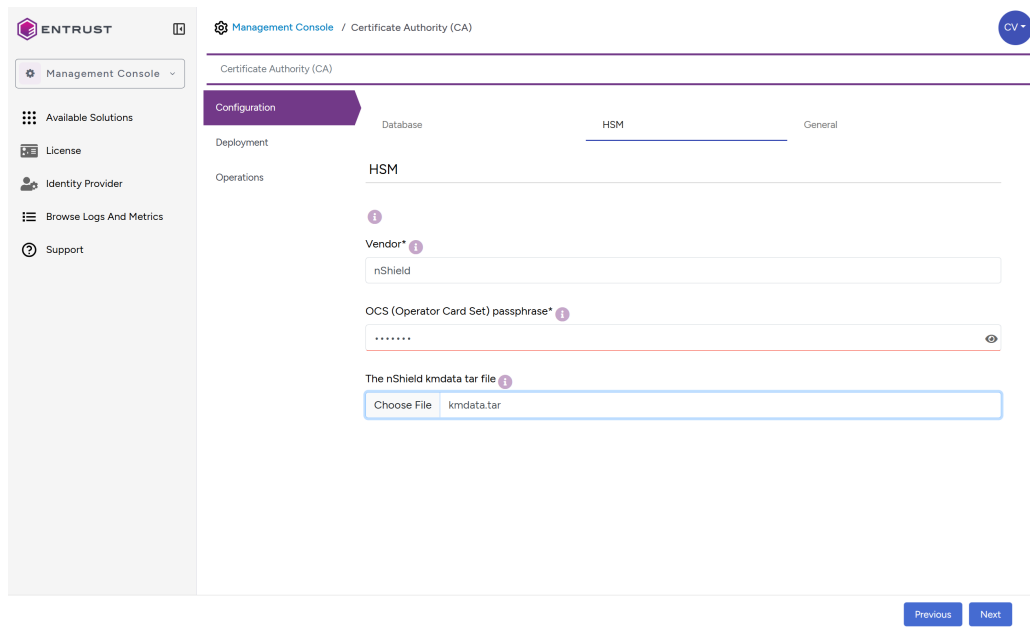 ENTRUST
Management Console / Certificate Authority (CA)
CV
Management Console
Certificate Authority (CA)
Available Solutions
License
Identity Provider
Browse Logs And Metrics
Support
Configuration
Deployment
Operations
Database
HSM
General
HSM
Vendor*
nShield
OCS (Operator Card Set) passphrase*
•••••••
The nShield kmdata tar file
Choose File
kmdata.tar
Previous
Next